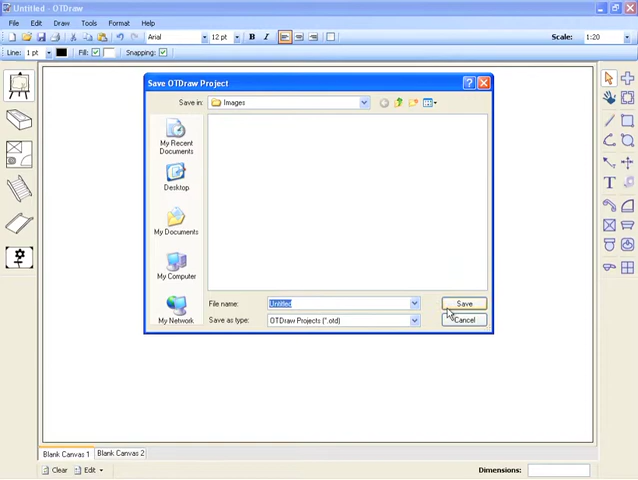 Untitled - OTDraw
File Edit Draw Tools Format Help
Arial 12 pt B I Scale: 1:20
Line: 1 pt Fill: Snapping:
Save OTDraw Project
Save in: Images
My Recent
Documents
Desktop
My Documents
My Computer
My Network
File name: Untitled Save
Save as type: OTDraw Projects (*.otd) Cancel
T
Blank Canvas 1 Blank Canvas 2
Clear Edit Dimensions: